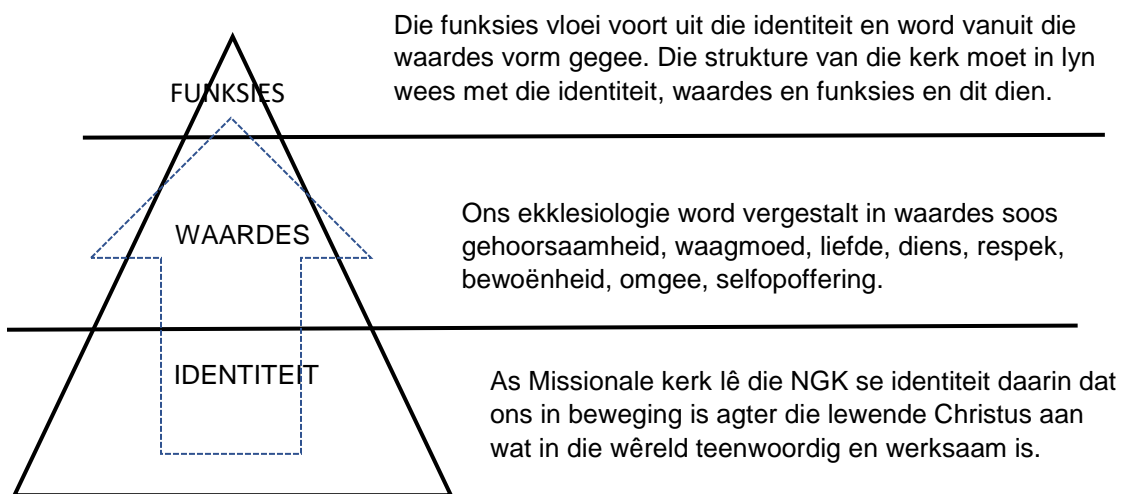 Die funksies vloei voort uit die identiteit en word vanuit die
waardes vorm gegee. Die strukture van die kerk moet in lyn
wees met die identiteit, waardes en funksies en dit dien.
FUNKSIES
Ons ekklesiologie word vergestalt in waardes soos
gehoorsaamheid, waagmoed, liefde, diens, respek,
bewoënheid, omgee, selfopoffering.
WAARDES
IDENTITEIT
As Missionale kerk lê die NGK se identiteit daarin dat
ons in beweging is agter die lewende Christus aan
wat in die wêreld teenwoordig en werksaam is.